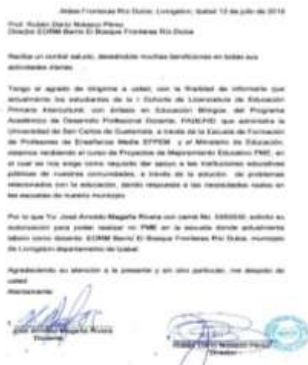 Aldea Fronteras Río Dulce, Livingston, Izabal 13 de julio de 2018
Prof. Rubén Darío Nolasco Pérez
Director EORM Barrio El Bosque Fronteras Río Dulce
Reciba un cordial saludo, deseándole muchas bendiciones en todas sus
actividades diarias.
Tengo el agrado de dirigirme a usted, con la finalidad de informarle que
actualmente los estudiantes de la I Cohorte de Licenciatura de Educación
Primaria Intercultural con énfasis en Educación Bilingüe, del Programa
Académico de Desarrollo Profesional Docente, PADEP/D que administra la
Universidad de San Carlos de Guatemala, a través de la Escuela de Formación
de Profesores de Enseñanza Media EFPEM y el Ministerio de Educación,
estamos realizando el curso de Proyectos de Mejoramiento Educativo PME, en
el cual se nos exige como requisito dar apoyo a las instituciones educativas
públicas de nuestras comunidades, a través de la solución de problemas
relacionados con la educación, dando respuesta a las necesidades reales en
las escuelas de nuestro municipio.
Por lo que Yo: José Arnoldo Magaña Rivera con carné No. solicito su
autorización para poder realizar mi PME en la escuela donde actualmente
laboro como docente: EORM Barrio El Bosque Fronteras Río Dulce, municipio
de Livingston departamento de Izabal.
Agradeciendo su atención a la presente y sin otro particular, me despido de
usted.
Atentamente:
José Arnoldo Magaña Rivera
Docente
Rubén Darío Nolasco Pérez
Director